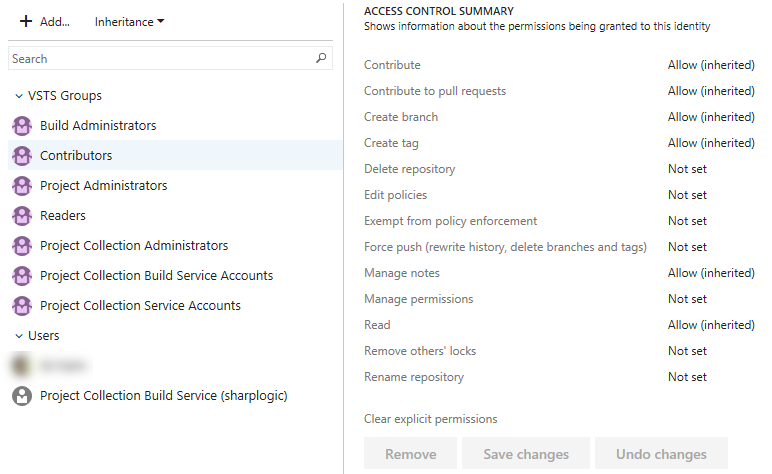 Add...
Inheritance
Search
VSTS Groups
Build Administrators
Contributors
Project Administrators
Readers
Project Collection Administrators
Project Collection Build Service Accounts
Project Collection Service Accounts
Users
Project Collection Build Service (sharplogic)
ACCESS CONTROL SUMMARY
Shows information about the permissions being granted to this identity
Contribute Allow (inherited)
Contribute to pull requests Allow (inherited)
Create branch Allow (inherited)
Create tag Allow (inherited)
Delete repository Not set
Edit policies Not set
Exempt from policy enforcement Not set
Force push (rewrite history, delete branches and tags) Not set
Manage notes Allow (inherited)
Manage permissions Not set
Read Allow (inherited)
Remove others' locks Not set
Rename repository Not set
Clear explicit permissions
Remove Save changes Undo changes